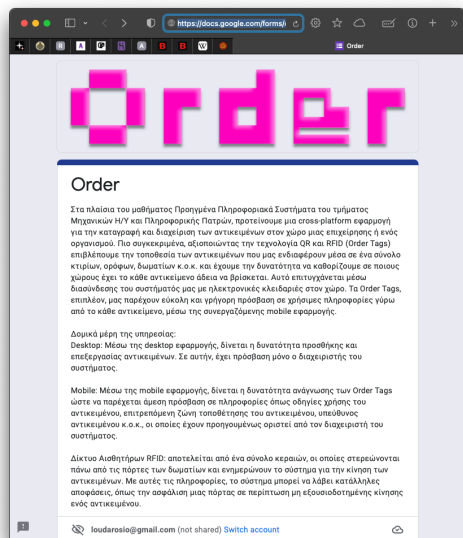 https://docs.google.com/forms/
Order
Order
Order
Στα πλαίσια του μαθήματος Προηγμένα Πληροφοριακά Συστήματα του τμήματος
Μηχανικών Η/Υ και Πληροφορικής Πατρών, προτείνουμε μια cross-platform εφαρμογή
για την καταγραφή και διαχείριση των αντικειμένων στον χώρο μιας επιχείρησης ή ενός
οργανισμού. Πιο συγκεκριμένα, αξιοποιώντας την τεχνολογία QR και RFID (Order Tags)
επιβλέπουμε την τοποθεσία των αντικειμένων που μας ενδιαφέρουν μέσα σε ένα σύνολο
κτιρίων, ορόφων, δωματίων κ.ο.κ. και έχουμε την δυνατότητα να καθορίζουμε σε ποιους
χώρους έχει το κάθε αντικείμενο άδεια να βρίσκεται. Αυτό επιτυγχάνεται μέσω
διασύνδεσης του συστήματός μας με ηλεκτρονικές κλειδαριές στον χώρο. Τα Order Tags,
επιπλέον, μας παρέχουν εύκολη και γρήγορη πρόσβαση σε χρήσιμες πληροφορίες γύρω
από το κάθε αντικείμενο, μέσω της συνεργαζόμενης mobile εφαρμογής.
Δομικά μέρη της υπηρεσίας:
Desktop: Μέσω της desktop εφαρμογής, δίνεται η δυνατότητα προσθήκης και
επεξεργασίας αντικειμένων. Σε αυτήν, έχει πρόσβαση μόνο ο διαχειριστής του
συστήματος.
Mobile: Μέσω της mobile εφαρμογής, δίνεται η δυνατότητα ανάγνωσης των Order Tags
ώστε να παρέχεται άμεση πρόσβαση σε πληροφορίες όπως οδηγίες χρήσης του
αντικειμένου, επιτρεπόμενη ζώνη τοποθέτησης του αντικειμένου, υπεύθυνος
αντικειμένου κ.ο.κ., οι οποίες έχουν προηγουμένως οριστεί από τον διαχειριστή του
συστήματος.
Δίκτυο Αισθητήρων RFID: αποτελείται από ένα σύνολο κεραιών, οι οποίες στερεώνονται
πάνω από τις πόρτες των δωματίων και ενημερώνουν το σύστημα για την κίνηση των
αντικειμένων. Με αυτές τις πληροφορίες, το σύστημα μπορεί να λάβει κατάλληλες
αποφάσεις, όπως την ασφάλιση μιας πόρτας σε περίπτωση μη εξουσιοδοτημένης κίνησης
ενός αντικειμένου.
loudarosio@gmail.com (not shared) Switch account